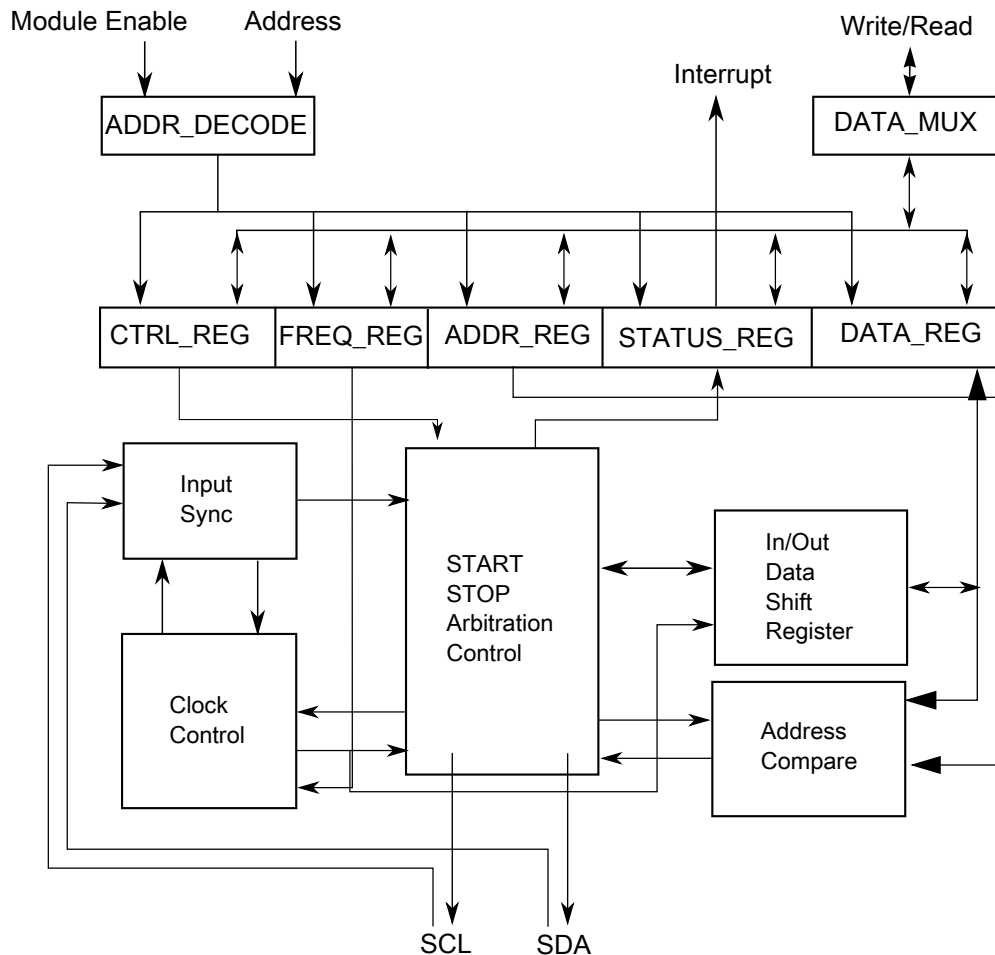 Module Enable
Address
Write/Read
Interrupt
ADDR_DECODE
DATA_MUX
CTRL_REG
FREQ_REG
ADDR_REG
STATUS_REG
DATA_REG
Input
Sync
START
STOP
Arbitration
Control
In/Out
Data
Shift
Register
Clock
Control
Address
Compare
SCL
SDA